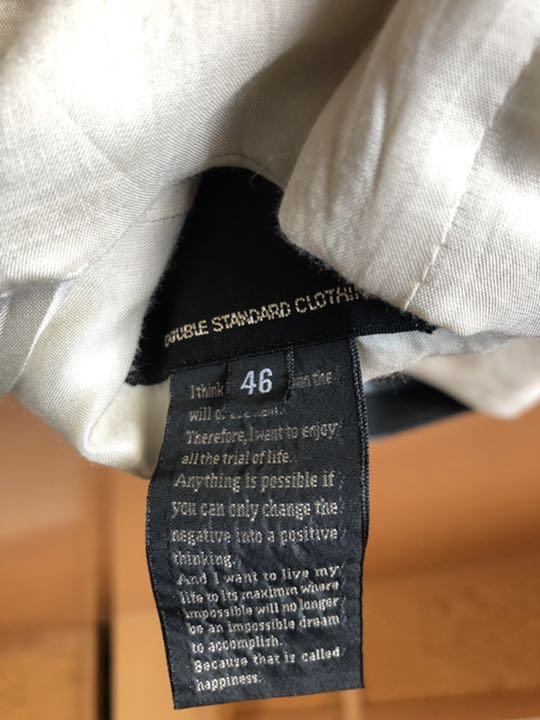 DOUBLE STANDARD CLOTHIN
46
I think the
will of
Therefore, I want to enjoy
all the trial of life.
Anything is possible if
you can only change the
negative into a positive
thinking.
And I want to live my
life to its maximum where
impossible will no longer
be an impossible dream
to accomplish.
Because that is called
happiness.